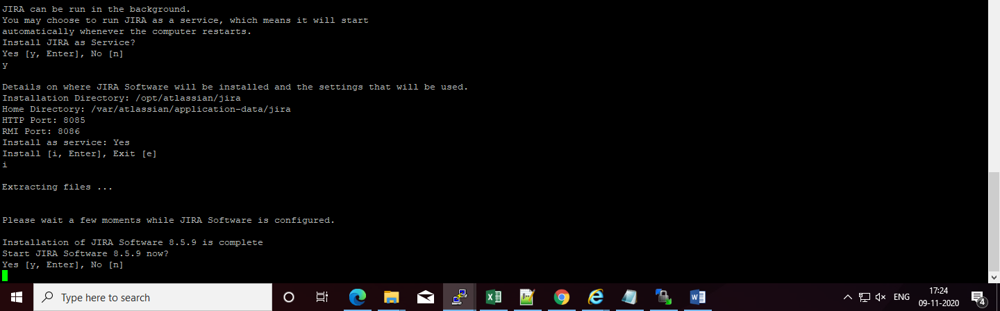 JIRA can be run in the background.
You may choose to run JIRA as a service, which means it will start
automatically whenever the computer restarts.
Install JIRA as Service?
Yes [y, Enter], No [n]
y
Details on where JIRA Software will be installed and the settings that will be used.
Installation Directory: /opt/atlassian/jira
Home Directory: /var/atlassian/application-data/jira
HTTP Port: 8085
RMI Port: 8086
Install as service: Yes
Install [i, Enter], Exit [e]
i
Extracting files ...
Please wait a few moments while JIRA Software is configured.
Installation of JIRA Software 8.5.9 is complete
Start JIRA Software 8.5.9 now?
Yes [y, Enter], No [n]
Type here to search
ENG
17:24
09-11-2020
4